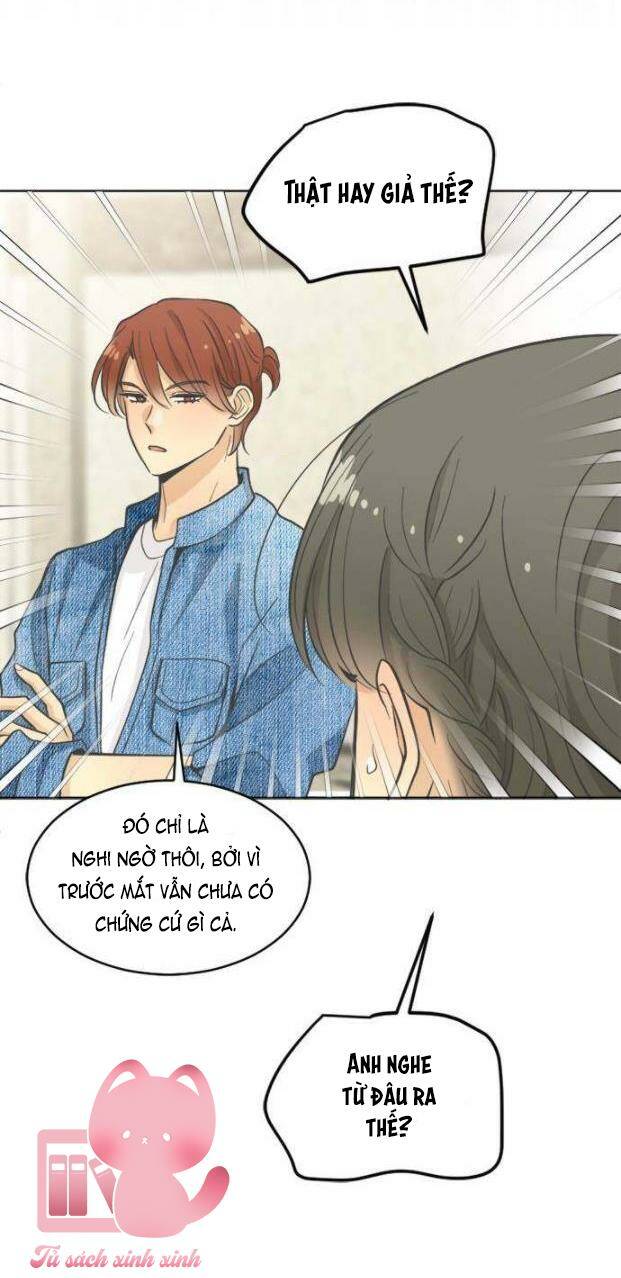 THẬT HAY GIẢ THẾ?
ĐÓ CHỈ LÀ
NGHI NGỜ THÔI, BỞI VÌ
TRƯỚC MẮT VẪN CHƯA CÓ
CHỨNG CỨ GÌ CẢ.
ANH NGHE
TỪ ĐÂU RA
THẾ?
Tủ sách xinh xinh